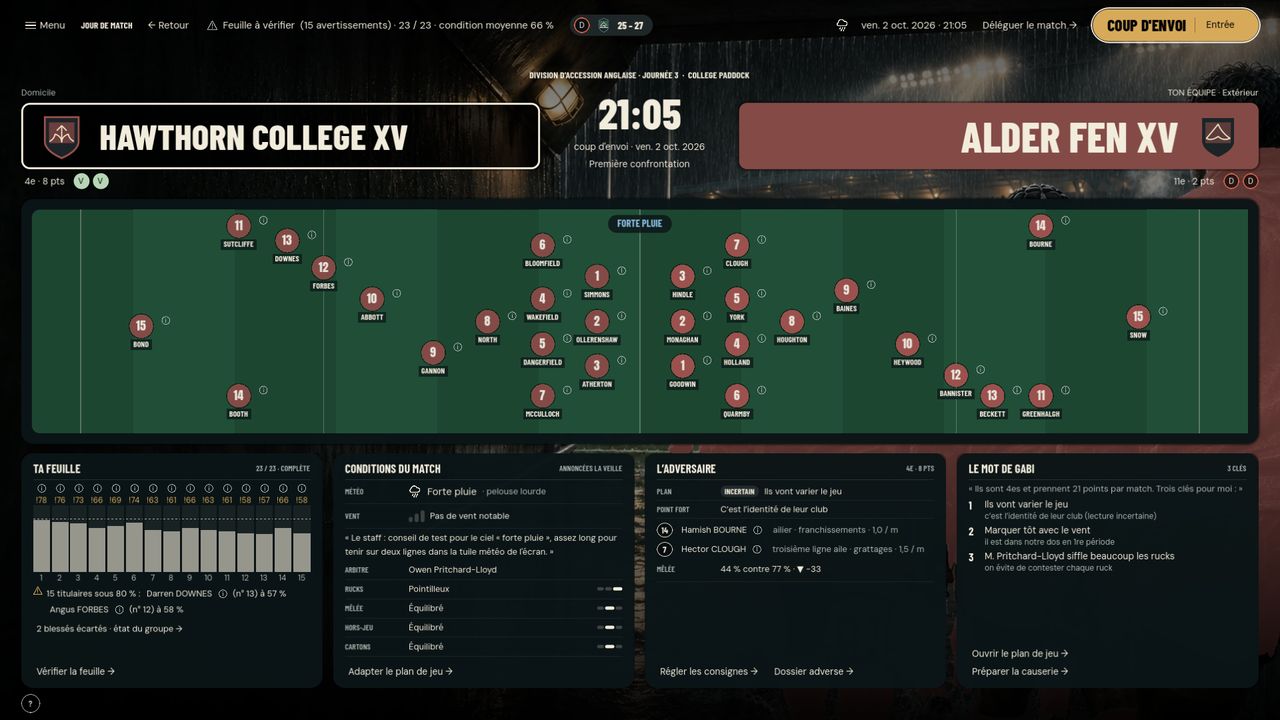 Menu
JOUR DE MATCH
← Retour
Feuille à vérifier (15 avertissements) · 23 / 23 · condition moyenne 66 %
D 25 – 27
ven. 2 oct. 2026 · 21:05
Déléguer le match →
COUP D'ENVOI Entrée
DIVISION D'ACCESSION ANGLAISE · JOURNÉE 3 · COLLEGE PADDOCK
Domicile
TON ÉQUIPE · Extérieur
HAWTHORN COLLEGE XV
21:05
coup d'envoi · ven. 2 oct. 2026
Première confrontation
ALDER FEN XV
4e · 8 pts V V
11e · 2 pts D D
FORTE PLUIE
11 SUTCLIFFE
13 DOWNES
12 FORBES
10 ABBOTT
15 BOND
14 BOOTH
9 GANNON
8 NORTH
6 BLOOMFIELD
4 WAKEFIELD
5 DANGERFIELD
7 MCCULLOCH
1 SIMMONS
2 OLLERENSHAW
3 ATHERTON
3 HINDLE
2 MONAGHAN
1 GOODWIN
7 CLOUGH
5 YORK
4 HOLLAND
6 QUARMBY
8 HOUGHTON
9 BAINES
10 HEYWOOD
12 BANNISTER
13 BECKETT
11 GREENHALGH
14 BOURNE
15 SNOW
TA FEUILLE
23 / 23 · COMPLÈTE
!78 !76 !73 !66 !69 !74 !63 !66 !63 !61 !61 !58 !57 !66 !58
1 2 3 4 5 6 7 8 9 10 11 12 13 14 15
15 titulaires sous 80 % : Darren DOWNES (n° 13) à 57 %
Angus FORBES (n° 12) à 58 %
2 blessés écartés · état du groupe →
Vérifier la feuille →
CONDITIONS DU MATCH
ANNONCÉES LA VEILLE
MÉTÉO Forte pluie · pelouse lourde
VENT Pas de vent notable
« Le staff : conseil de test pour le ciel « forte pluie », assez long pour
tenir sur deux lignes dans la tuile météo de l'écran. »
ARBITRE Owen Pritchard-Lloyd
RUCKS Pointilleux
MÊLÉE Équilibré
HORS-JEU Équilibré
CARTONS Équilibré
Adapter le plan de jeu →
L'ADVERSAIRE
4E · 8 PTS
PLAN INCERTAIN Ils vont varier le jeu
POINT FORT C'est l'identité de leur club
14 Hamish BOURNE ailier · franchissements · 1,0 / m
7 Hector CLOUGH troisième ligne aile · grattages · 1,5 / m
MÊLÉE 44 % contre 77 % · ▼ −33
Régler les consignes →
Dossier adverse →
LE MOT DE GABI
3 CLÉS
« Ils sont 4es et prennent 21 points par match. Trois clés pour moi : »
1 Ils vont varier le jeu
c'est l'identité de leur club (lecture incertaine)
2 Marquer tôt avec le vent
il est dans notre dos en 1re période
3 M. Pritchard-Lloyd siffle beaucoup les rucks
on évite de contester chaque ruck
Ouvrir le plan de jeu →
Préparer la causerie →
?